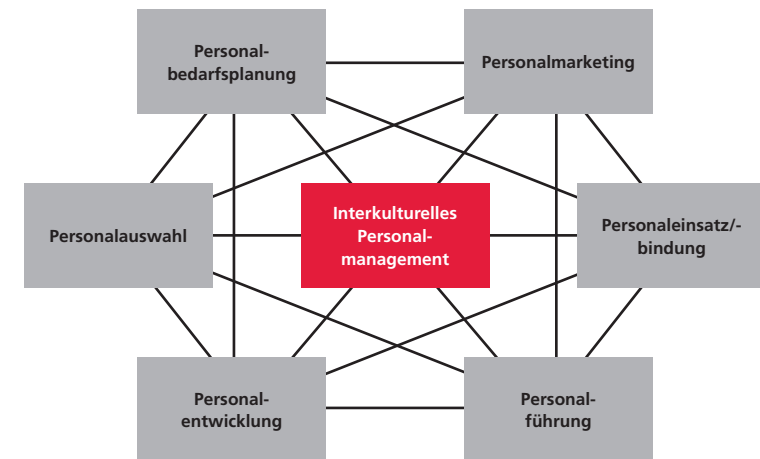 Personal-
bedarfsplanung
Personalmarketing
Personalauswahl
Interkulturelles
Personal-
management
Personaleinsatz/-
bindung
Personal-
entwicklung
Personal-
führung